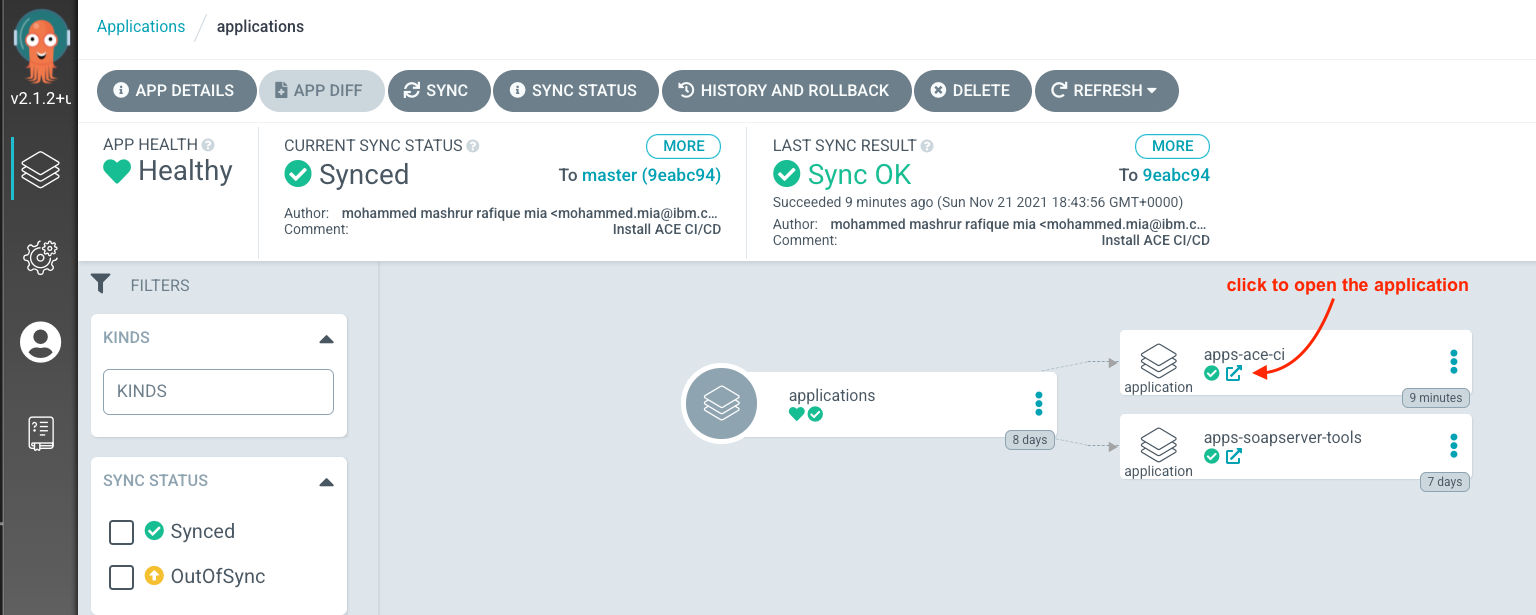 Applications / applications
v2.1.2+u
APP DETAILS
APP DIFF
SYNC
SYNC STATUS
HISTORY AND ROLLBACK
DELETE
REFRESH
APP HEALTH
Healthy
CURRENT SYNC STATUS
MORE
Synced
To master (9eabc94)
Author: mohammed mashrur rafique mia <mohammed.mia@ibm.c...
Comment: Install ACE CI/CD
LAST SYNC RESULT
MORE
Sync OK
To 9eabc94
Succeeded 9 minutes ago (Sun Nov 21 2021 18:43:56 GMT+0000)
Author: mohammed mashrur rafique mia <mohammed.mia@ibm.c...
Comment: Install ACE CI/CD
FILTERS
KINDS
KINDS
SYNC STATUS
Synced
OutOfSync
click to open the application
applications
8 days
apps-ace-ci
application
9 minutes
apps-soapserver-tools
application
7 days